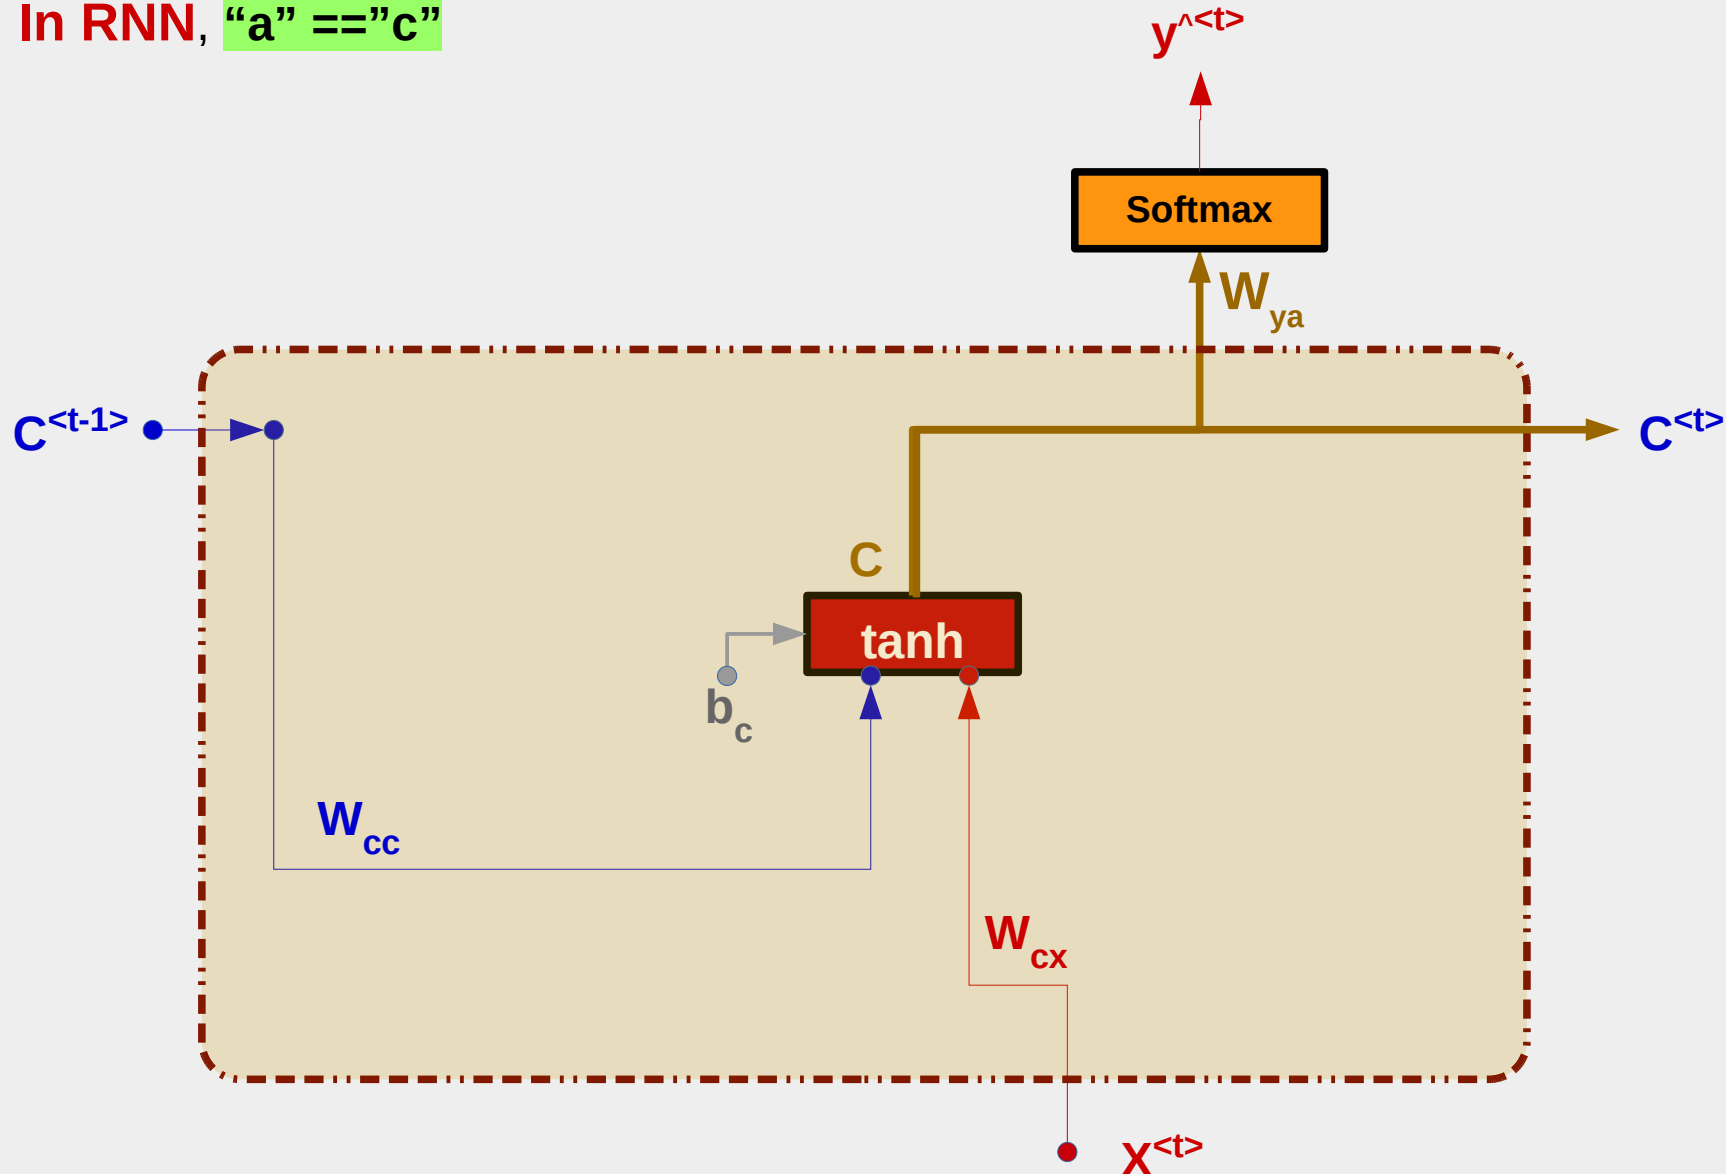 In RNN, “a” ==”c”
y^<t>
Softmax
Wya
C<t-1>
C<t>
C
tanh
bc
Wcc
Wcx
X<t>